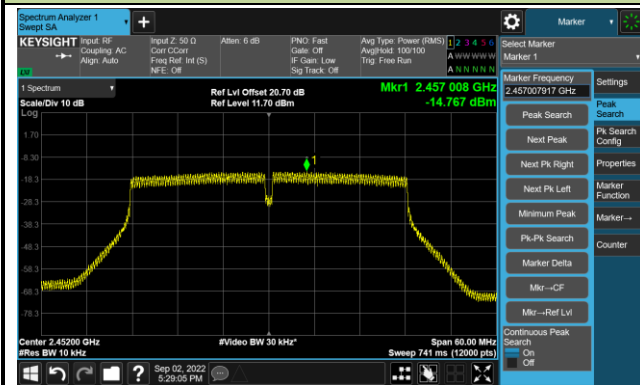 Spectrum Analyzer 1
Swept SA
+
Marker
KEYSIGHT
Input: RF
Coupling: AC
Align: Auto
Input Z: 50 Ω
Corr CCorr
Freq Ref: Int (S)
NFE: Off
Atten: 6 dB
PNO: Fast
Gate: Off
IF Gain: Low
Sig Track: Off
Avg Type: Power (RMS)
Avg|Hold: 100/100
Trig: Free Run
1 2 3 4 5 6
A W W W W W
A N N N N N
Select Marker
Marker 1
1 Spectrum
Scale/Div 10 dB
Log
Ref Lvl Offset 20.70 dB
Ref Level 11.70 dBm
Mkr1 2.457 008 GHz
-14.767 dBm
1.70
-8.30
-18.3
-28.3
-38.3
-48.3
-58.3
-68.3
-78.3
1
Center 2.45200 GHz
#Res BW 10 kHz
#Video BW 30 kHz*
Span 60.00 MHz
Sweep 741 ms (12000 pts)
Marker Frequency
2.457007917 GHz
Peak Search
Next Peak
Next Pk Right
Next Pk Left
Minimum Peak
Pk-Pk Search
Marker Delta
Mkr→CF
Mkr→Ref Lvl
Continuous Peak
Search
On
Off
Settings
Peak
Search
Pk Search
Config
Properties
Marker
Function
Marker→
Counter
?
Sep 02, 2022
5:29:05 PM